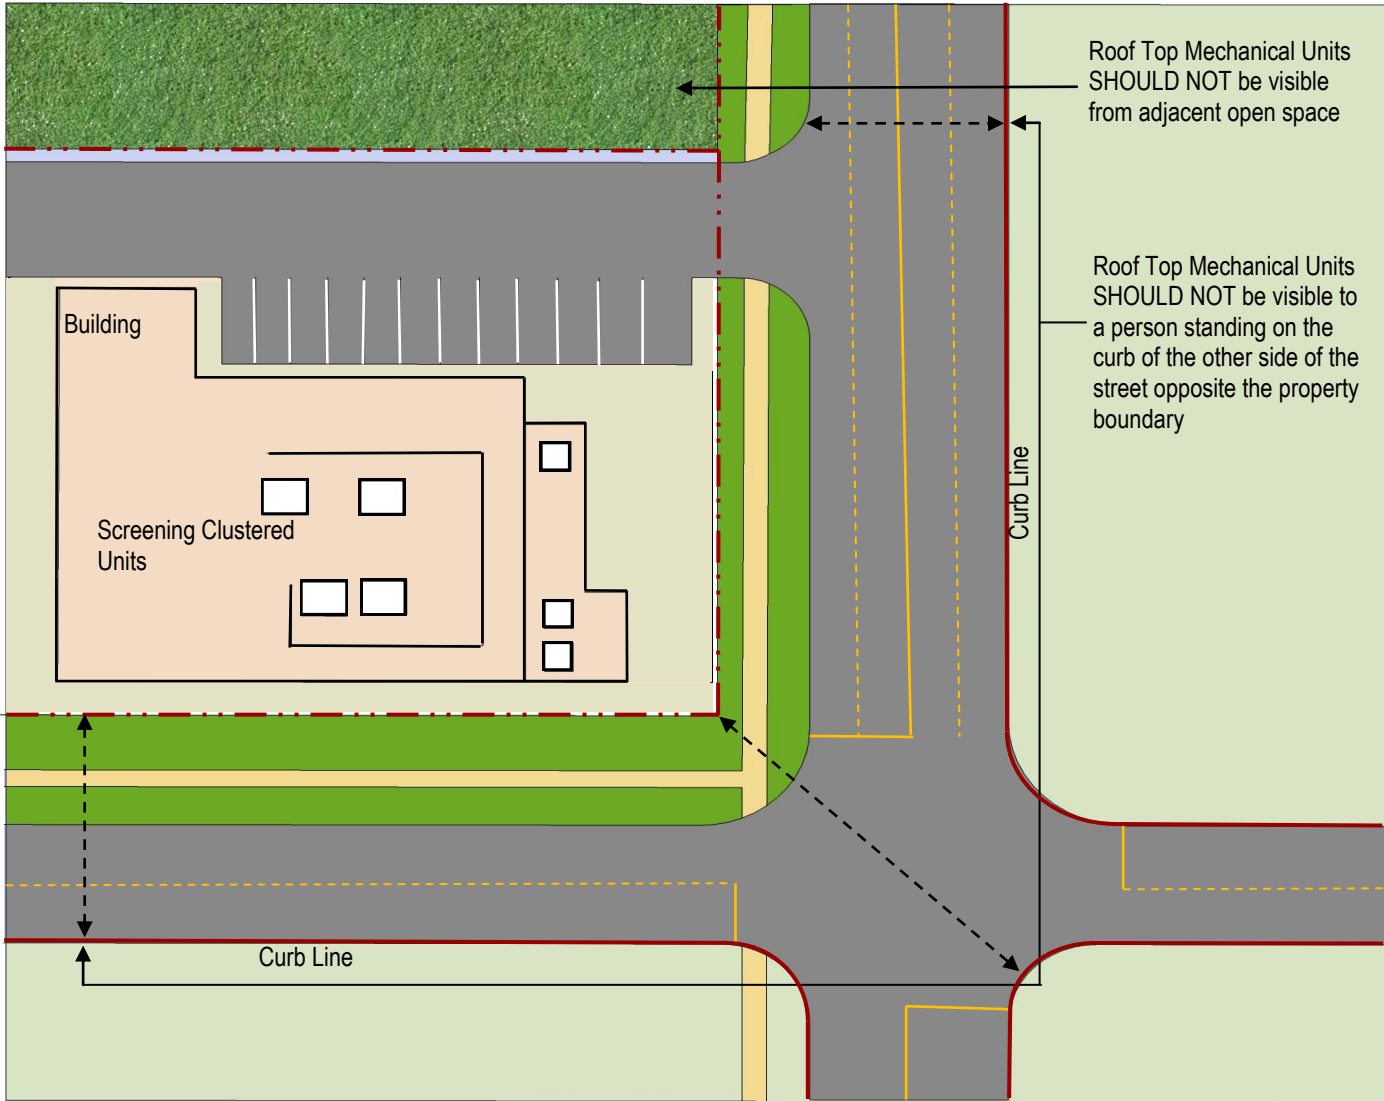 Roof Top Mechanical Units
SHOULD NOT be visible
from adjacent open space
Roof Top Mechanical Units
SHOULD NOT be visible to
a person standing on the
curb of the other side of the
street opposite the property
boundary
Building
Screening Clustered
Units
Curb Line
Curb Line